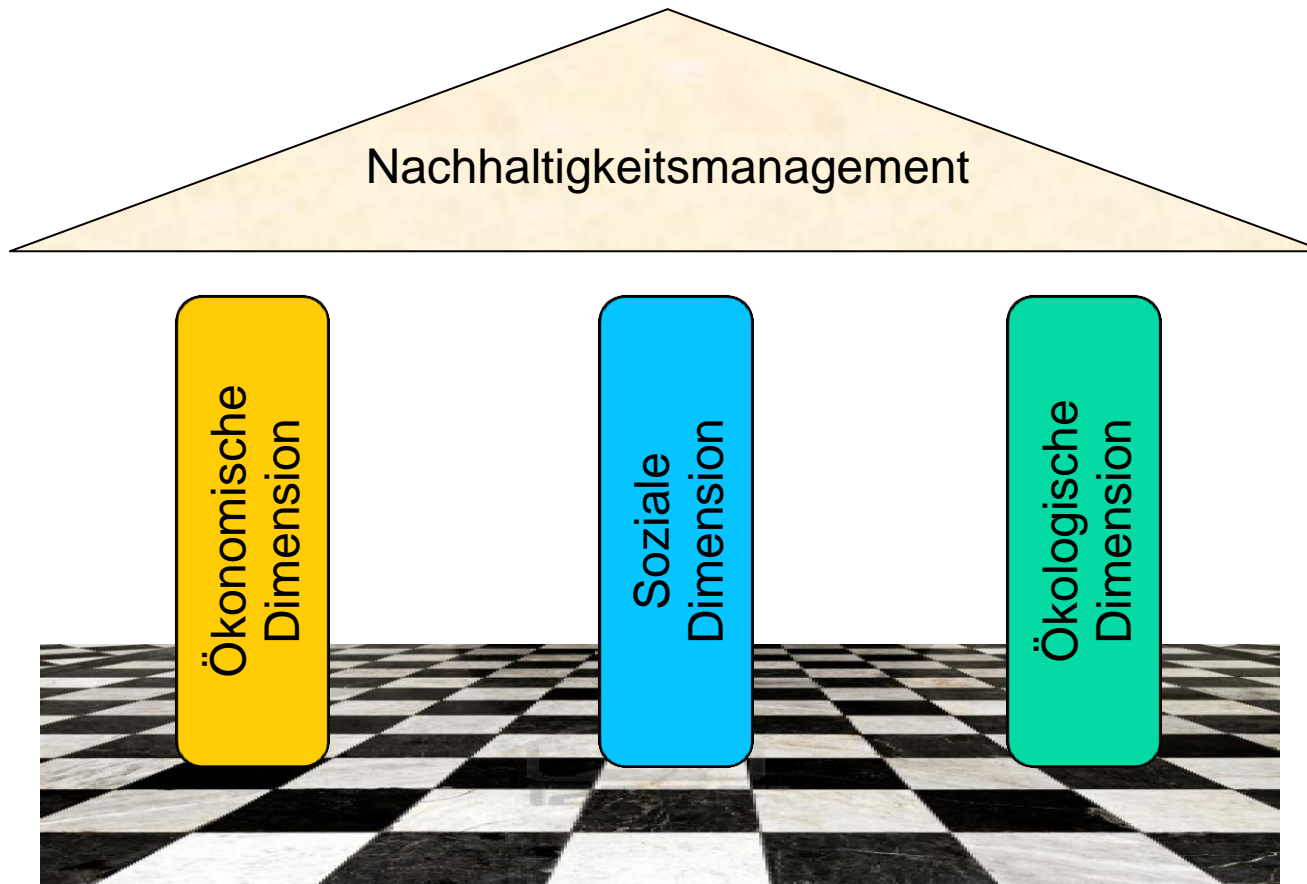 Nachhaltigkeitsmanagement
Ökonomische
Dimension
Soziale
Dimension
Ökologische
Dimension